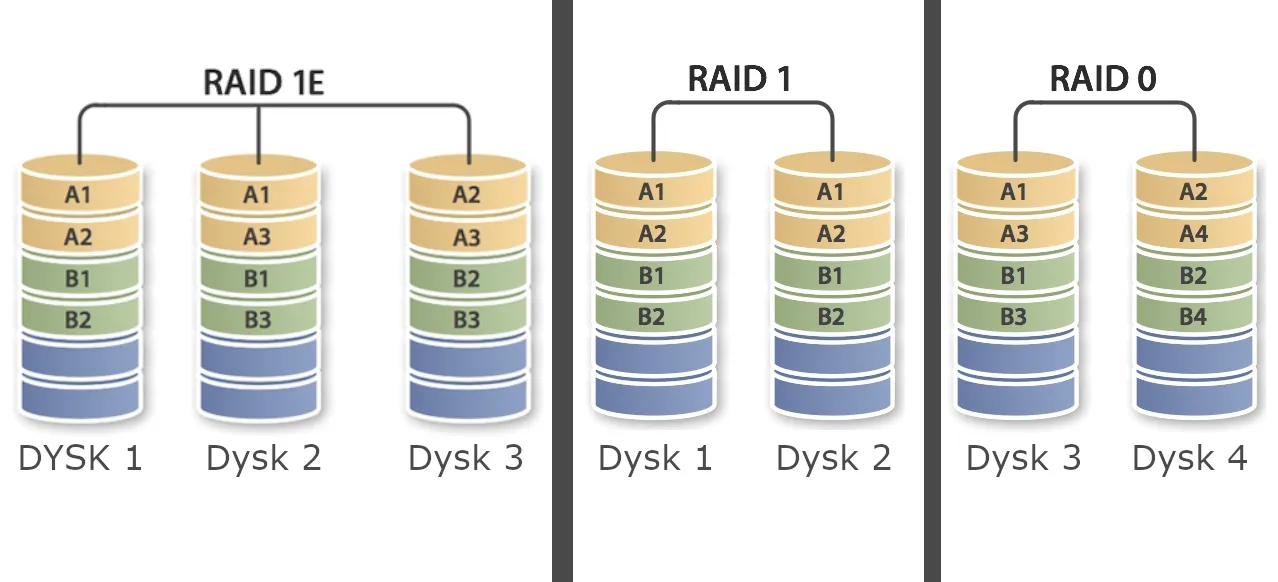 RAID 1E
A1
A2
B1
B2
DYSK 1
A1
A3
B1
B3
Dysk 2
A2
A3
B2
B3
Dysk 3
RAID 1
A1
A2
B1
B2
Dysk 1
A1
A2
B1
B2
Dysk 2
RAID 0
A1
A3
B1
B3
Dysk 3
A2
A4
B2
B4
Dysk 4